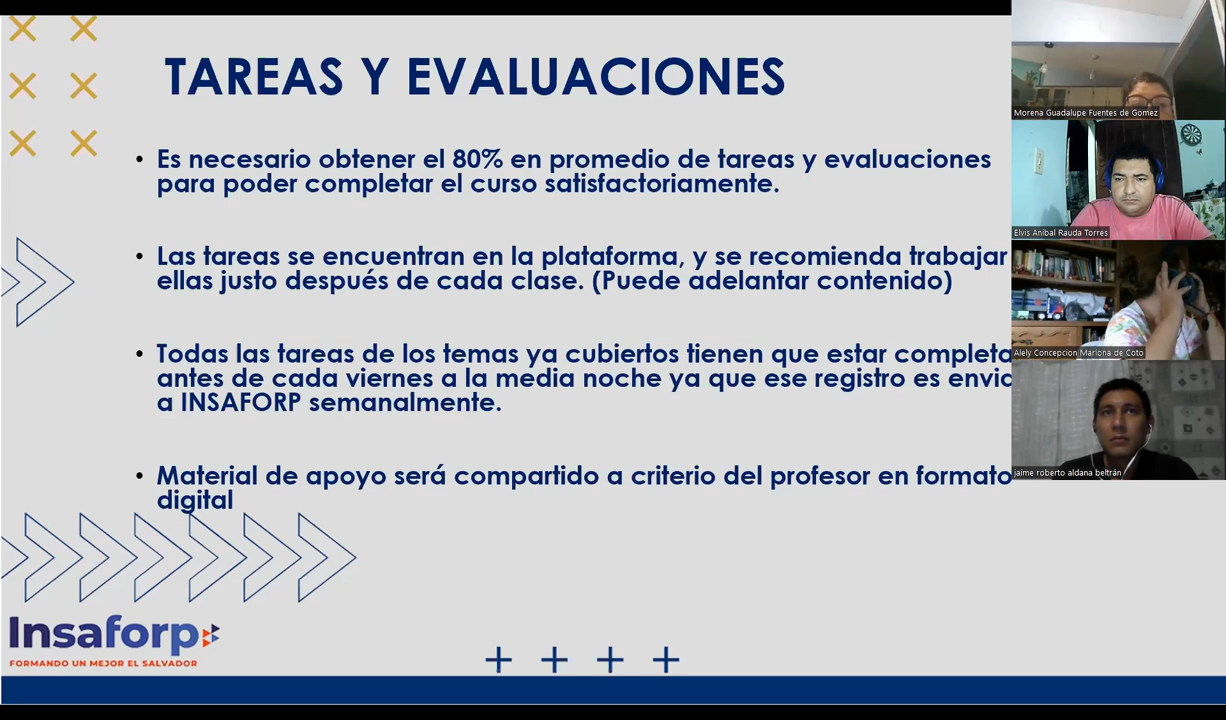 TAREAS Y EVALUACIONES
• Es necesario obtener el 80% en promedio de tareas y evaluaciones
para poder completar el curso satisfactoriamente.
• Las tareas se encuentran en la plataforma, y se recomienda trabajar
ellas justo después de cada clase. (Puede adelantar contenido)
• Todas las tareas de los temas ya cubiertos tienen que estar
antes de cada viernes a la media noche ya que ese registro es
a INSAFORP semanalmente.
• Material de apoyo será compartido a criterio del profesor en formato
digital
Insaforp
FORMANDO UN MEJOR EL SALVADOR
Morena Guadalupe Fuentes de Gomez
Elvis Anibal Rauda Torres
Alely Concepcion Mariona de Coto
jaime roberto aldana beltrán